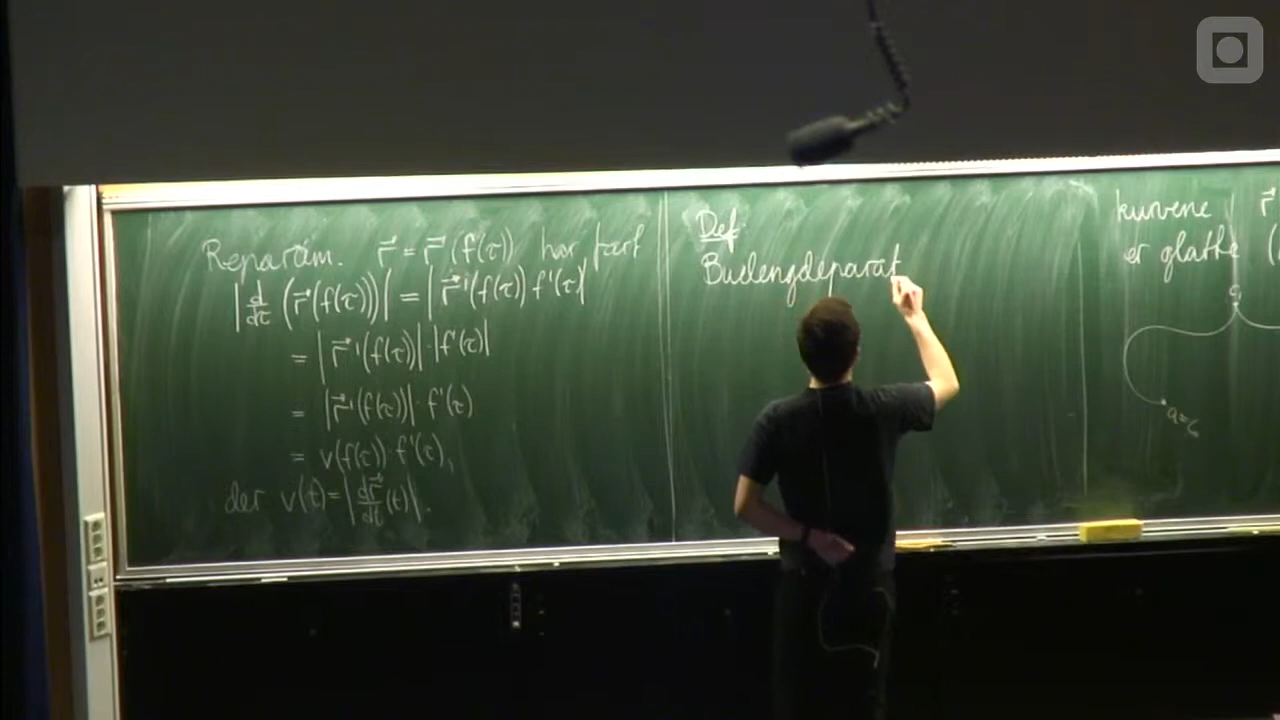 Reparam. r⃗ = r⃗(f(τ)) har fart
|d/dτ (r⃗(f(τ)))| = |r⃗'(f(τ)) f'(τ)|
= |r⃗'(f(τ))|·|f'(τ)|
= |r⃗'(f(τ))|·f'(τ)
= v(f(τ))·f'(τ),
der v(t) = |dr⃗/dt (t)|.
Def
Buelengdeparat
kurvene r⃗
er glatte (
a=c